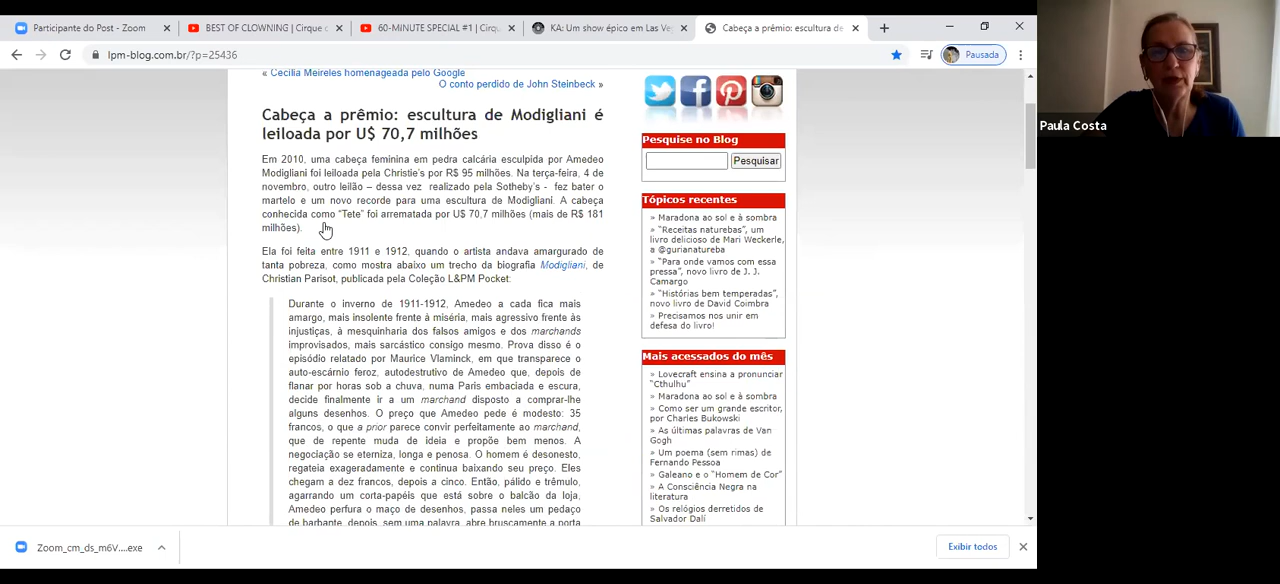 Participante do Post - Zoom
BEST OF CLOWNING | Cirque d
60-MINUTE SPECIAL #1 | Cirqu
KA: Um show épico em Las Ve
Cabeça a prêmio: escultura de
lpm-blog.com.br/?p=25436
Pausada
« Cecilia Meireles homenageada pelo Google
O conto perdido de John Steinbeck »
Cabeça a prêmio: escultura de Modigliani é
leiloada por U$ 70,7 milhões
Em 2010, uma cabeça feminina em pedra calcária esculpida por Amedeo
Modigliani foi leiloada pela Christie's por R$ 95 milhões. Na terça-feira, 4 de
novembro, outro leilão – dessa vez realizado pela Sotheby's - fez bater o
martelo e um novo recorde para uma escultura de Modigliani. A cabeça
conhecida como “Tete” foi arrematada por U$ 70,7 milhões (mais de R$ 181
milhões).
Ela foi feita entre 1911 e 1912, quando o artista andava amargurado de
tanta pobreza, como mostra abaixo um trecho da biografia Modigliani, de
Christian Parisot, publicada pela Coleção L&PM Pocket:
Durante o inverno de 1911-1912, Amedeo a cada fica mais
amargo, mais insolente frente à miséria, mais agressivo frente às
injustiças, à mesquinharia dos falsos amigos e dos marchands
improvisados, mais sarcástico consigo mesmo. Prova disso é o
episódio relatado por Maurice Vlaminck, em que transparece o
auto-escárnio feroz, autodestrutivo de Amedeo que, depois de
flanar por horas sob a chuva, numa Paris embaciada e escura,
decide finalmente ir a um marchand disposto a comprar-lhe
alguns desenhos. O preço que Amedeo pede é modesto: 35
francos, o que a prior parece convir perfeitamente ao marchand,
que de repente muda de ideia e propõe bem menos. A
negociação se eterniza, longa e penosa. O homem é desonesto,
regateia exageradamente e continua baixando seu preço. Eles
chegam a dez francos, depois a cinco. Então, pálido e trêmulo,
agarrando um corta-papéis que está sobre o balcão da loja,
Amedeo perfura o maço de desenhos, passa neles um pedaço
de barbante, depois, sem uma palavra, abre bruscamente a porta
Pesquise no Blog
Pesquisar
Tópicos recentes
» Maradona ao sol e à sombra
» “Receitas naturebas”, um
livro delicioso de Mari Weckerle,
a @gurianatureba
» “Para onde vamos com essa
pressa”, novo livro de J. J.
Camargo
» “Histórias bem temperadas”,
novo livro de David Coimbra
» Precisamos nos unir em
defesa do livro!
Mais acessados do mês
» Lovecraft ensina a pronunciar
“Cthulhu”
» Maradona ao sol e à sombra
» Como ser um grande escritor,
por Charles Bukowski
» As últimas palavras de Van
Gogh
» Um poema (sem rimas) de
Fernando Pessoa
» Galeano e o “Homem de Cor”
» A Consciência Negra na
literatura
» Os relógios derretidos de
Salvador Dalí
Paula Costa
Zoom_cm_ds_m6V....exe
Exibir todos